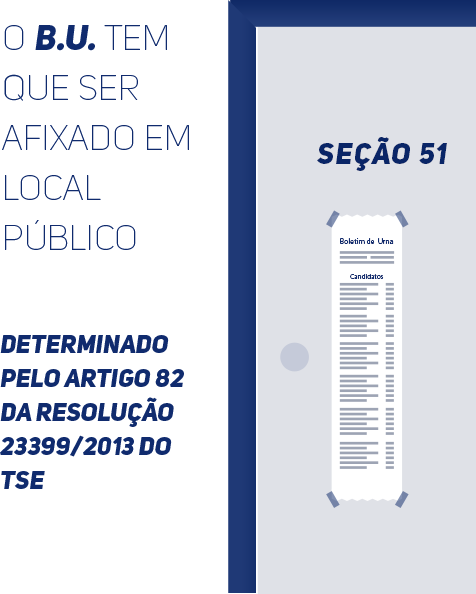 O B.U. TEM
QUE SER
AFIXADO EM
LOCAL
PÚBLICO
DETERMINADO
PELO ARTIGO 82
DA RESOLUÇÃO
23399/2013 DO
TSE
SEÇÃO 51
Boletim de Urna
Candidatos